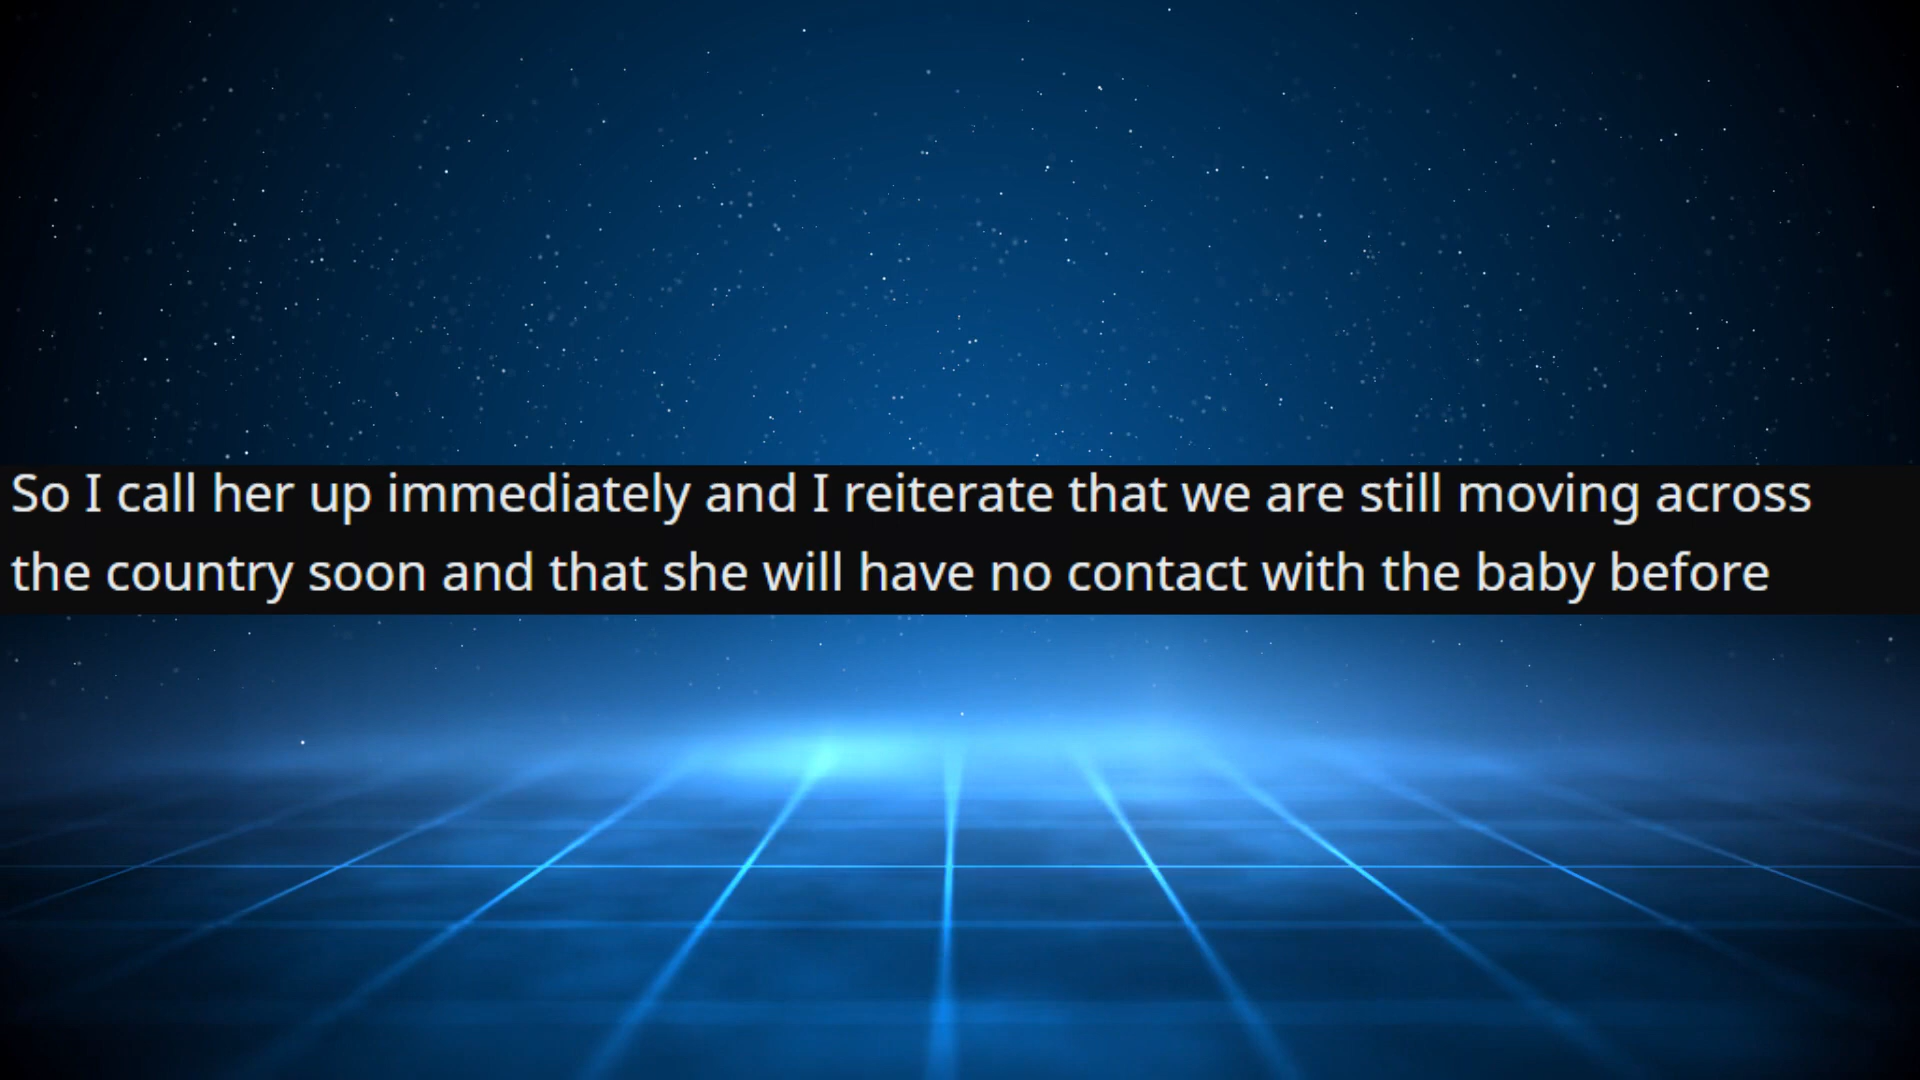 So I call her up immediately and I reiterate that we are still moving across
the country soon and that she will have no contact with the baby before